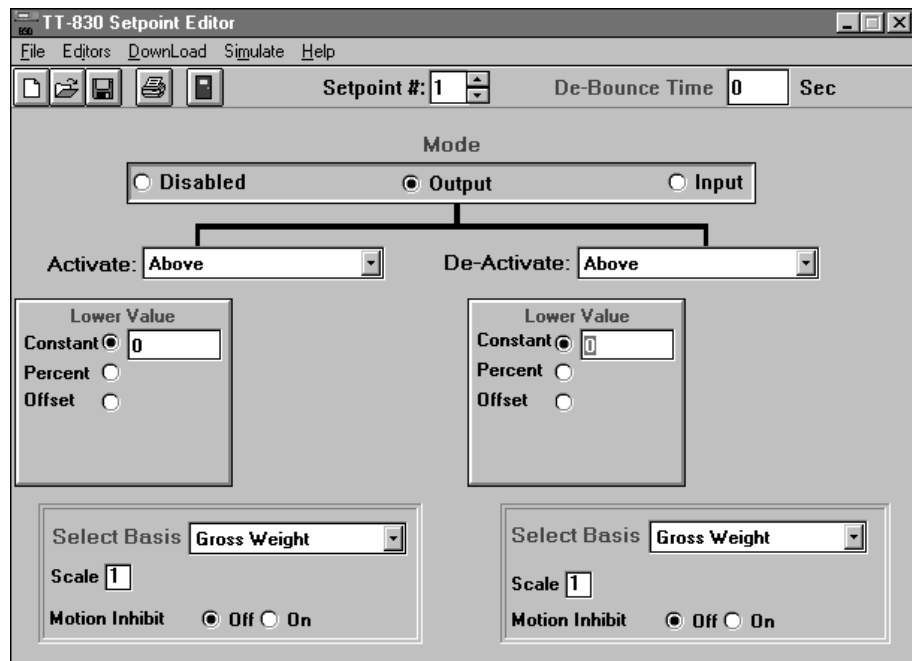 TT-830 Setpoint Editor
File Editors DownLoad Simulate Help
Setpoint #: 1 De-Bounce Time 0 Sec
Mode
Disabled Output Input
Activate: Above De-Activate: Above
Lower Value Lower Value
Constant 0 Constant 0
Percent Percent
Offset Offset
Select Basis Gross Weight Select Basis Gross Weight
Scale 1 Scale 1
Motion Inhibit Off On Motion Inhibit Off On